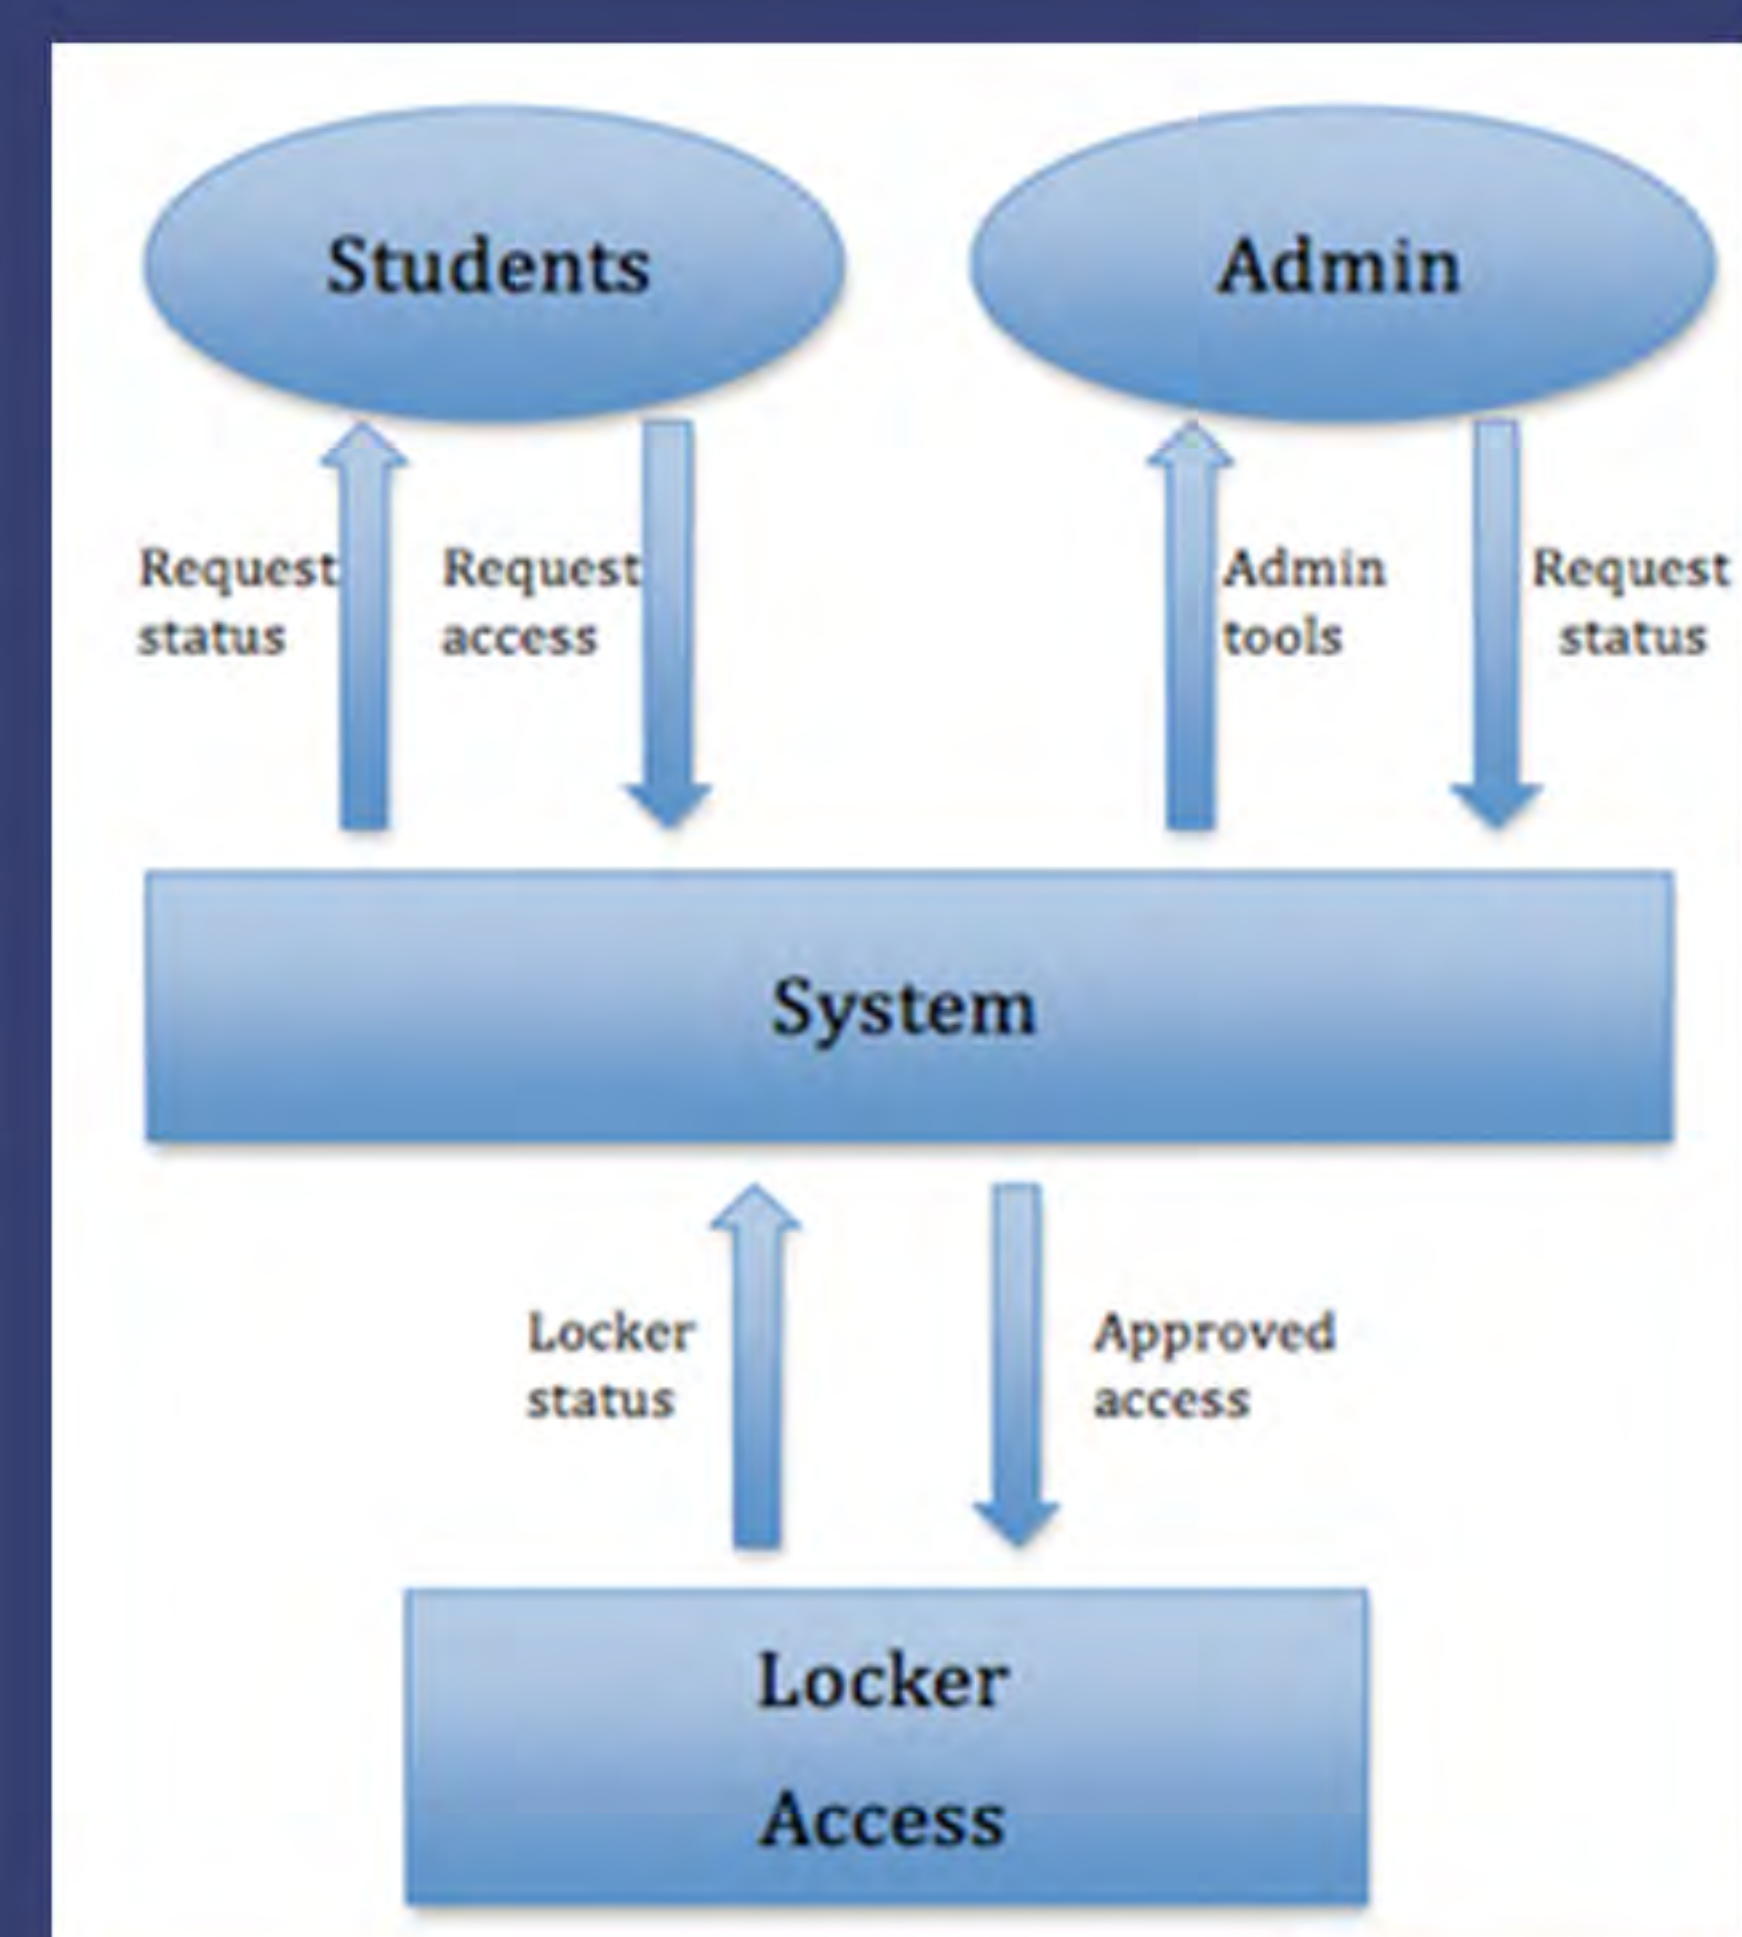 Students
Admin
Request
status
Request
access
Admin
tools
Request
status
System
Locker
status
Approved
access
Locker
Access